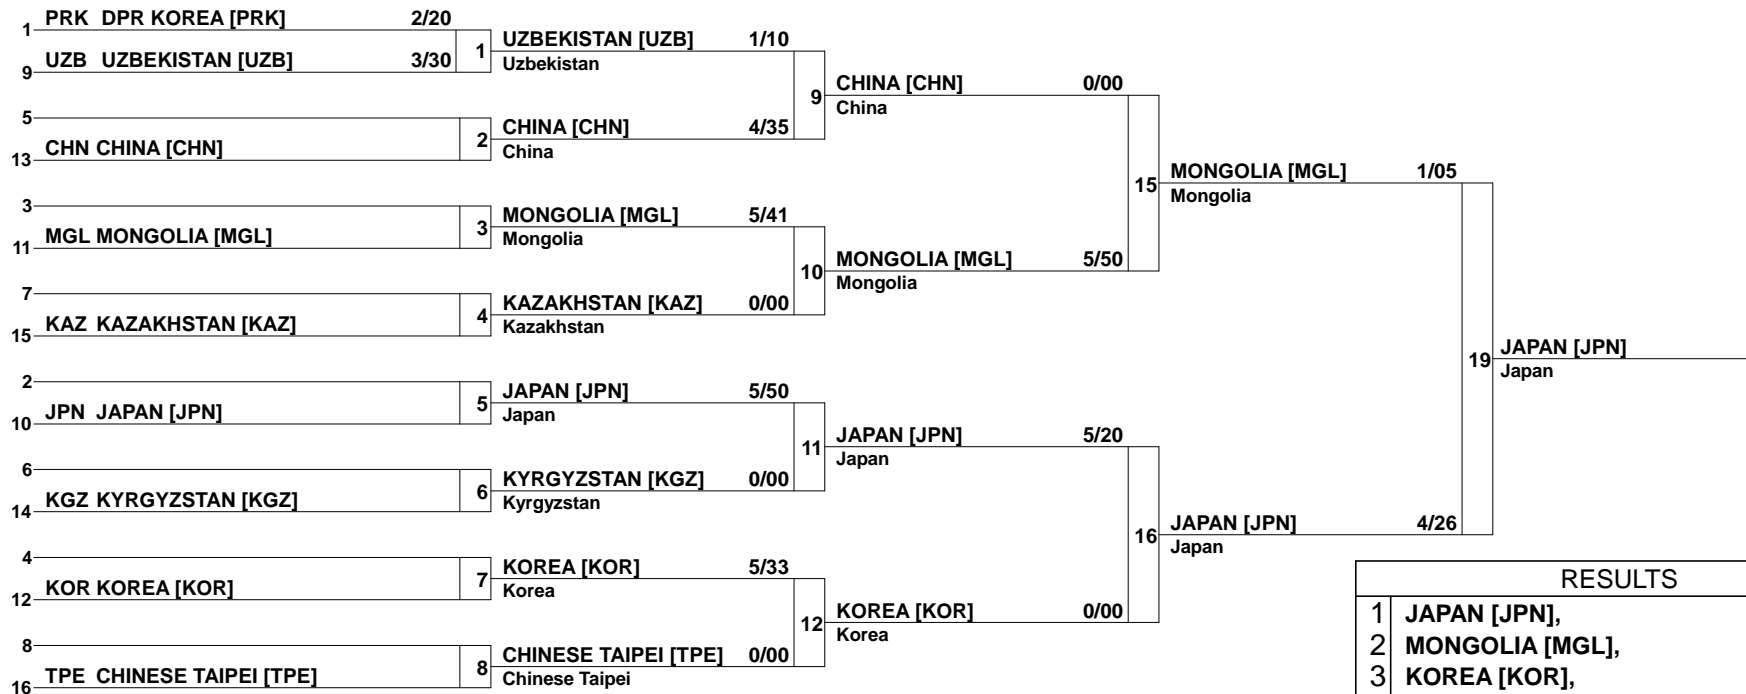 PRK DPR KOREA [PRK] 2/20
1
UZBEKISTAN [UZB] 1/10
1
UZB UZBEKISTAN [UZB] 3/30
Uzbekistan
9
CHINA [CHN] 0/00
9
China
5
CHINA [CHN] 4/35
2
CHN CHINA [CHN]
China
13
MONGOLIA [MGL] 1/05
15
Mongolia
3
MONGOLIA [MGL] 5/41
3
MGL MONGOLIA [MGL]
Mongolia
11
MONGOLIA [MGL] 5/50
10
Mongolia
7
KAZAKHSTAN [KAZ] 0/00
4
KAZ KAZAKHSTAN [KAZ]
Kazakhstan
15
JAPAN [JPN]
19
Japan
2
JAPAN [JPN] 5/50
5
JPN JAPAN [JPN]
Japan
10
JAPAN [JPN] 5/20
11
Japan
6
KYRGYZSTAN [KGZ] 0/00
6
KGZ KYRGYZSTAN [KGZ]
Kyrgyzstan
14
JAPAN [JPN] 4/26
16
Japan
4
KOREA [KOR] 5/33
7
KOR KOREA [KOR]
Korea
12
KOREA [KOR] 0/00
12
Korea
8
CHINESE TAIPEI [TPE] 0/00
8
TPE CHINESE TAIPEI [TPE]
Chinese Taipei
16
RESULTS
1 JAPAN [JPN],
2 MONGOLIA [MGL],
3 KOREA [KOR],